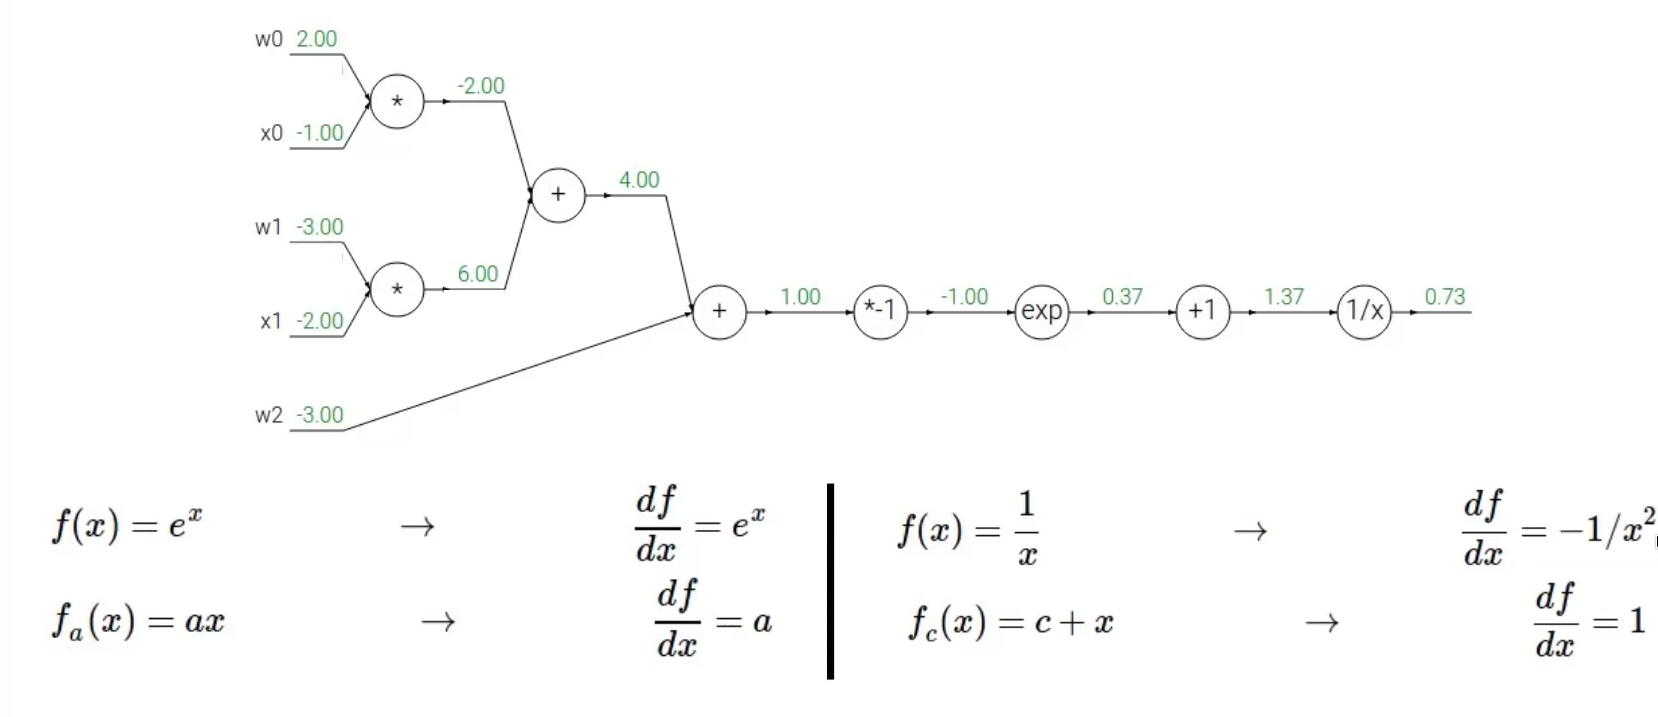 w0 2.00
* -2.00
x0 -1.00
+ 4.00
w1 -3.00
* 6.00
x1 -2.00
+ 1.00 *-1 -1.00 exp 0.37 +1 1.37 1/x 0.73
w2 -3.00
f(x) = e^x → df/dx = e^x f(x) = 1/x → df/dx = -1/x^2
f_a(x) = ax → df/dx = a f_c(x) = c + x → df/dx = 1